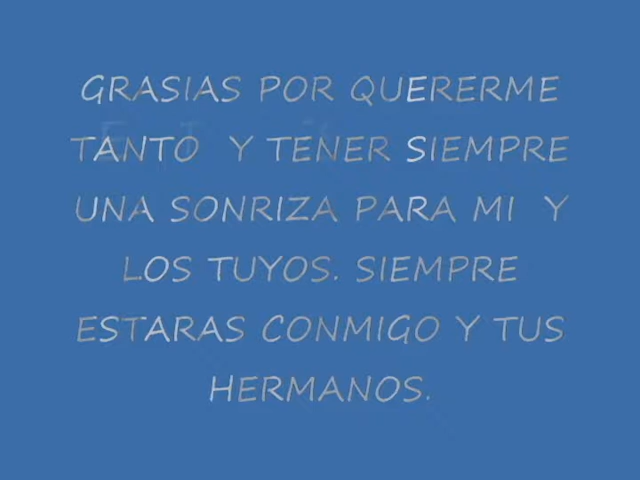 GRASIAS POR QUERERME
TANTO Y TENER SIEMPRE
UNA SONRIZA PARA MI Y
LOS TUYOS. SIEMPRE
ESTARAS CONMIGO Y TUS
HERMANOS.